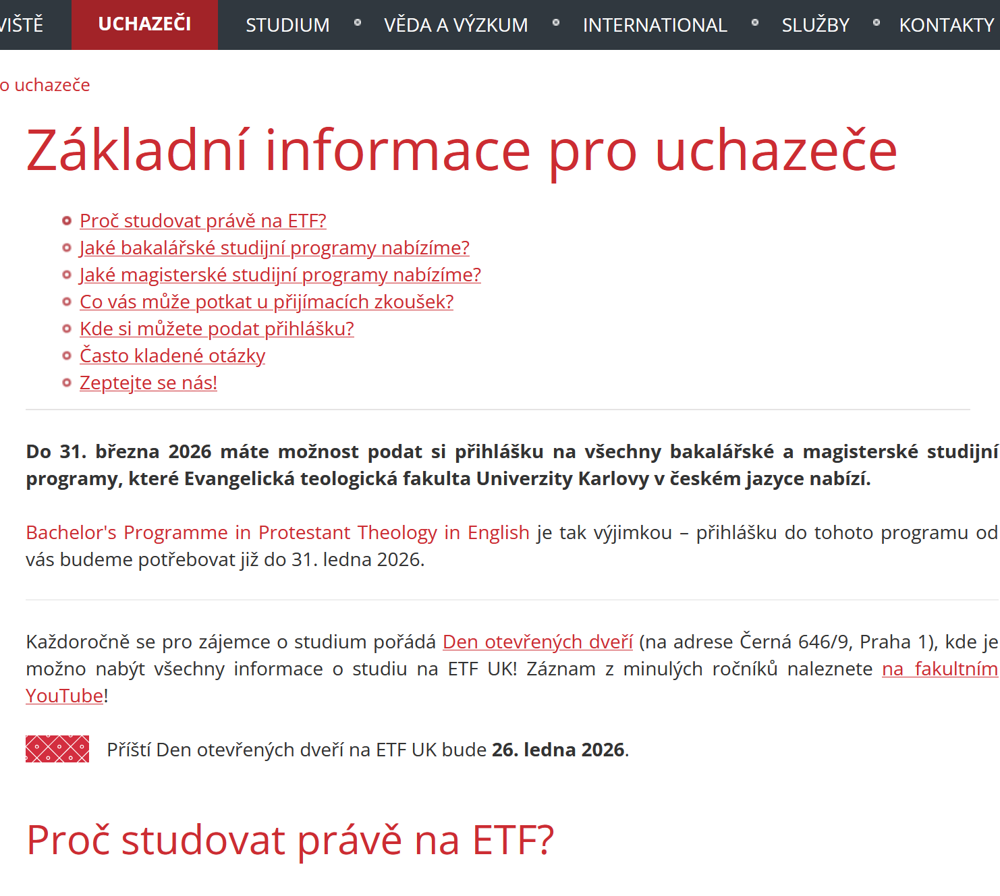 VIŠTĚ UCHAZEČI STUDIUM VĚDA A VÝZKUM INTERNATIONAL SLUŽBY KONTAKTY
o uchazeče
Základní informace pro uchazeče
Proč studovat právě na ETF?
Jaké bakalářské studijní programy nabízíme?
Jaké magisterské studijní programy nabízíme?
Co vás může potkat u přijímacích zkoušek?
Kde si můžete podat přihlášku?
Často kladené otázky
Zeptejte se nás!
Do 31. března 2026 máte možnost podat si přihlášku na všechny bakalářské a magisterské studijní
programy, které Evangelická teologická fakulta Univerzity Karlovy v českém jazyce nabízí.
Bachelor's Programme in Protestant Theology in English je tak výjimkou – přihlášku do tohoto programu od
vás budeme potřebovat již do 31. ledna 2026.
Každoročně se pro zájemce o studium pořádá Den otevřených dveří (na adrese Černá 646/9, Praha 1), kde je
možno nabýt všechny informace o studiu na ETF UK! Záznam z minulých ročníků naleznete na fakultním
YouTube!
Příští Den otevřených dveří na ETF UK bude 26. ledna 2026.
Proč studovat právě na ETF?